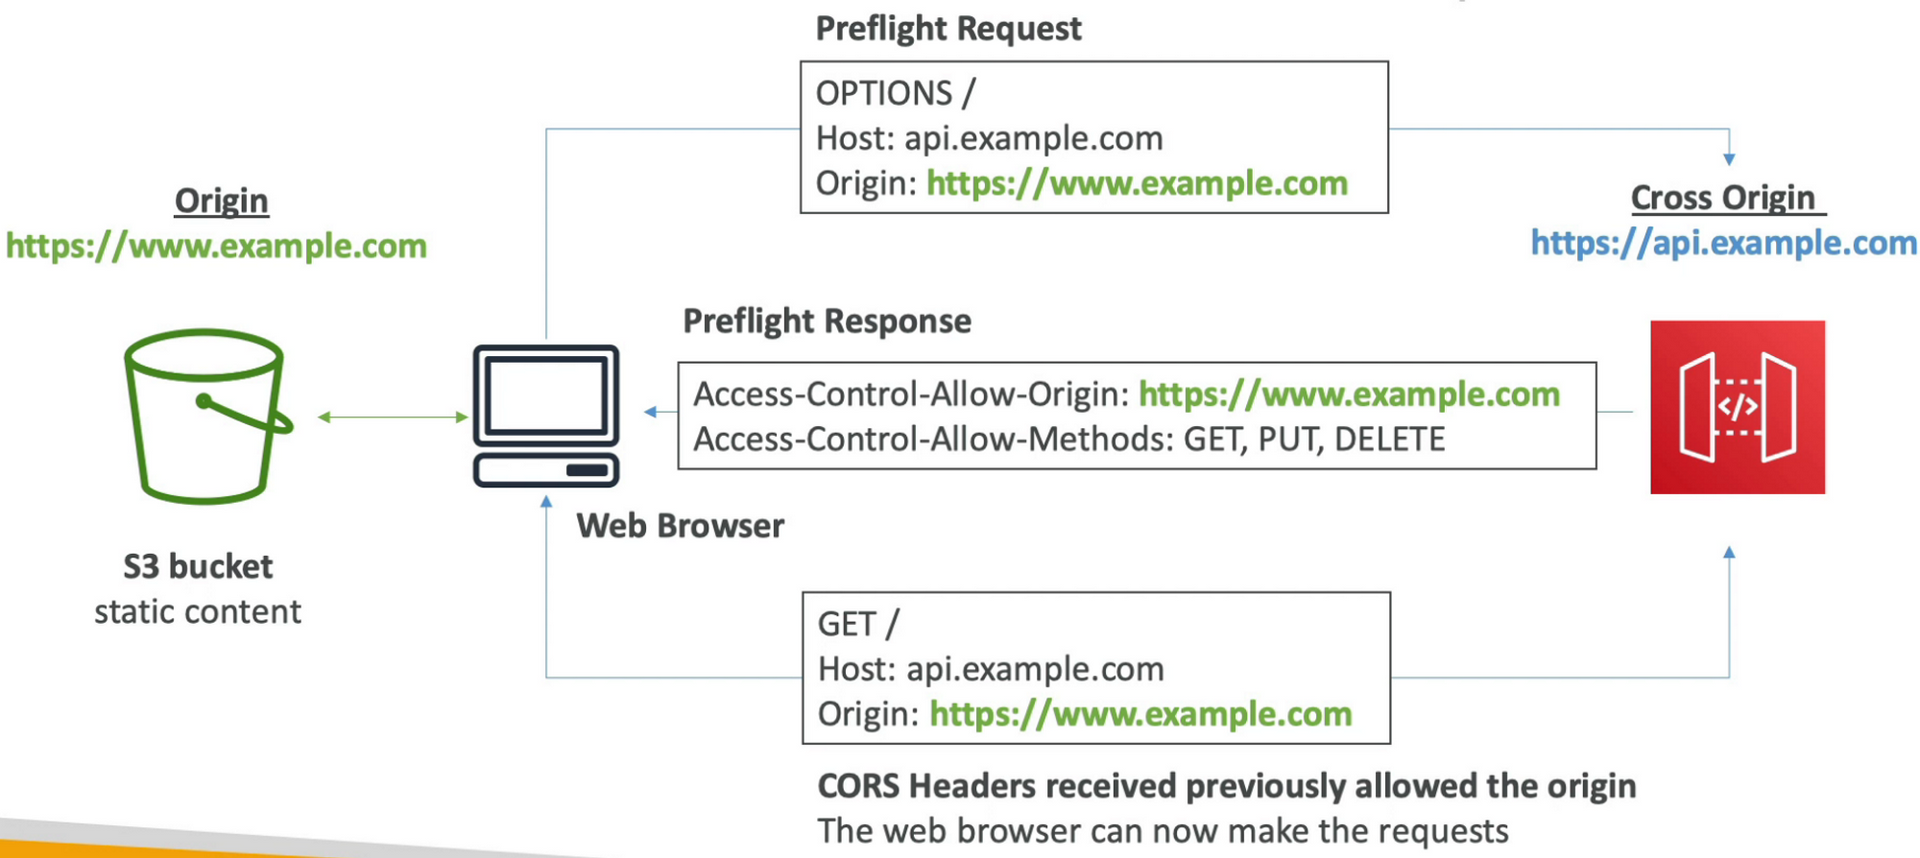 Preflight Request
OPTIONS /
Host: api.example.com
Origin: https://www.example.com
Origin
https://www.example.com
Cross Origin
https://api.example.com
Preflight Response
Access-Control-Allow-Origin: https://www.example.com
Access-Control-Allow-Methods: GET, PUT, DELETE
</>
Web Browser
S3 bucket
static content
GET /
Host: api.example.com
Origin: https://www.example.com
CORS Headers received previously allowed the origin
The web browser can now make the requests